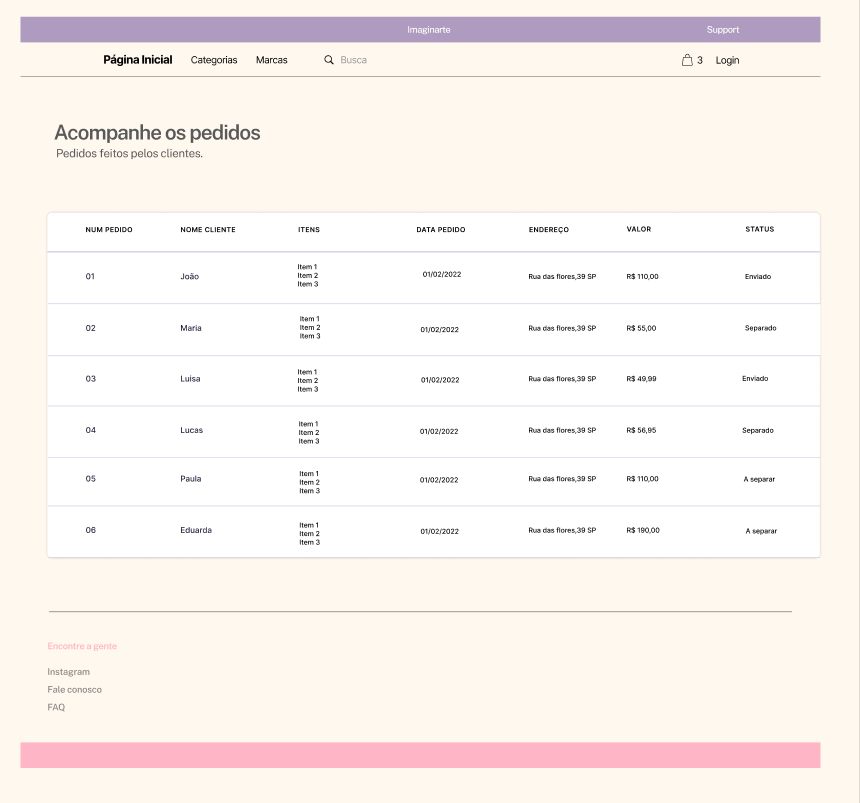 Imaginarte Support
Página Inicial Categorias Marcas Busca 3 Login
Acompanhe os pedidos
Pedidos feitos pelos clientes.
NUM PEDIDO NOME CLIENTE ITENS DATA PEDIDO ENDEREÇO VALOR STATUS
01 João Item 1 Item 2 Item 3 01/02/2022 Rua das flores,39 SP R$ 110,00 Enviado
02 Maria Item 1 Item 2 Item 3 01/02/2022 Rua das flores,39 SP R$ 55,00 Separado
03 Luisa Item 1 Item 2 Item 3 01/02/2022 Rua das flores,39 SP R$ 49,99 Enviado
04 Lucas Item 1 Item 2 Item 3 01/02/2022 Rua das flores,39 SP R$ 56,95 Separado
05 Paula Item 1 Item 2 Item 3 01/02/2022 Rua das flores,39 SP R$ 110,00 A separar
06 Eduarda Item 1 Item 2 Item 3 01/02/2022 Rua das flores,39 SP R$ 190,00 A separar
Encontre a gente
Instagram
Fale conosco
FAQ